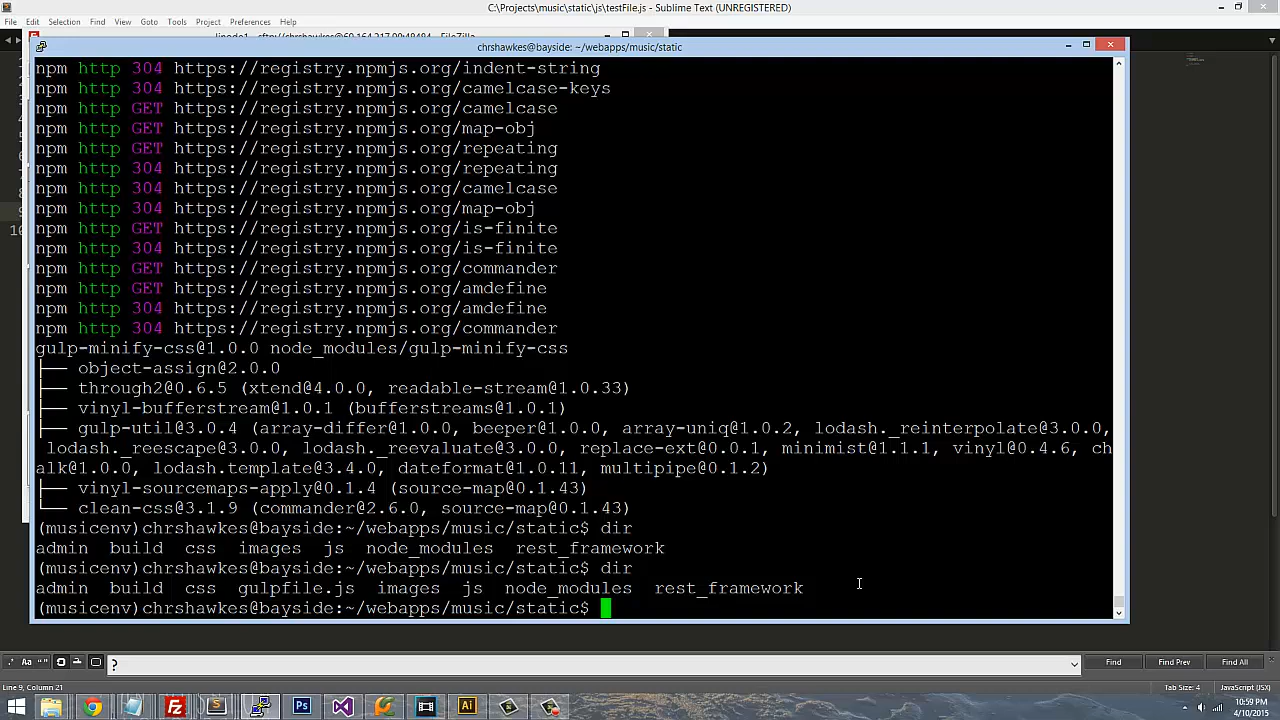 C:\Projects\music\static\js\testFile.js - Sublime Text (UNREGISTERED)
File Edit Selection Find View Goto Tools Project Preferences Help
chrshawkes@bayside: ~/webapps/music/static
npm http 304 https://registry.npmjs.org/indent-string
npm http 304 https://registry.npmjs.org/camelcase-keys
npm http GET https://registry.npmjs.org/camelcase
npm http GET https://registry.npmjs.org/map-obj
npm http GET https://registry.npmjs.org/repeating
npm http 304 https://registry.npmjs.org/repeating
npm http 304 https://registry.npmjs.org/camelcase
npm http 304 https://registry.npmjs.org/map-obj
npm http GET https://registry.npmjs.org/is-finite
npm http 304 https://registry.npmjs.org/is-finite
npm http GET https://registry.npmjs.org/commander
npm http GET https://registry.npmjs.org/amdefine
npm http 304 https://registry.npmjs.org/amdefine
npm http 304 https://registry.npmjs.org/commander
gulp-minify-css@1.0.0 node_modules/gulp-minify-css
├── object-assign@2.0.0
├── through2@0.6.5 (xtend@4.0.0, readable-stream@1.0.33)
├── vinyl-bufferstream@1.0.1 (bufferstreams@1.0.1)
├── gulp-util@3.0.4 (array-differ@1.0.0, beeper@1.0.0, array-uniq@1.0.2, lodash._reinterpolate@3.0.0,
lodash._reescape@3.0.0, lodash._reevaluate@3.0.0, replace-ext@0.0.1, minimist@1.1.1, vinyl@0.4.6, ch
alk@1.0.0, lodash.template@3.4.0, dateformat@1.0.11, multipipe@0.1.2)
├── vinyl-sourcemaps-apply@0.1.4 (source-map@0.1.43)
└── clean-css@3.1.9 (commander@2.6.0, source-map@0.1.43)
(musicenv)chrshawkes@bayside:~/webapps/music/static$ dir
admin build css images js node_modules rest_framework
(musicenv)chrshawkes@bayside:~/webapps/music/static$ dir
admin build css gulpfile.js images js node_modules rest_framework
(musicenv)chrshawkes@bayside:~/webapps/music/static$
.* Aa "" ? Find Find Prev Find All
Line 9, Column 21 Tab Size: 4 JavaScript (JSX)
10:59 PM
4/10/2015